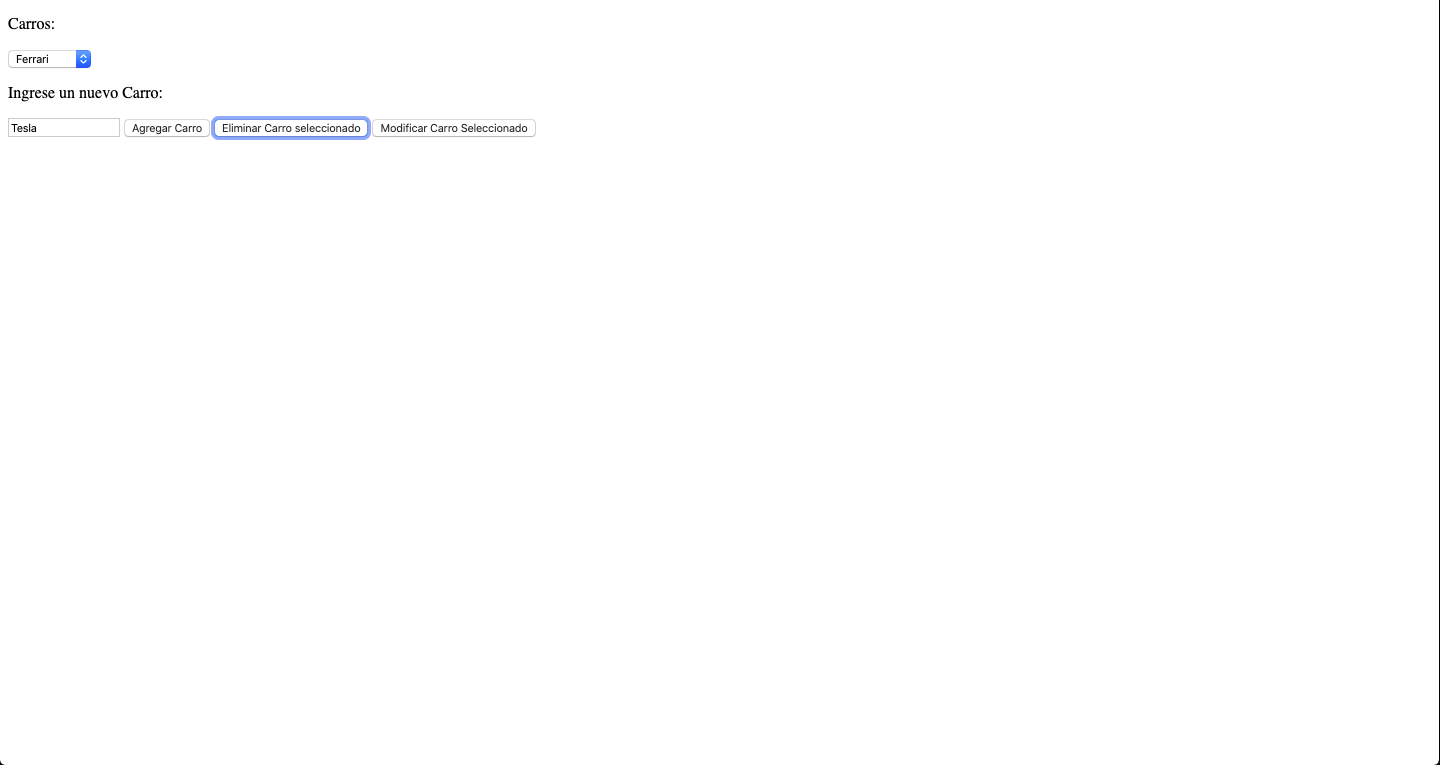 Carros:
Ferrari
Ingrese un nuevo Carro:
Tesla Agregar Carro Eliminar Carro seleccionado Modificar Carro Seleccionado